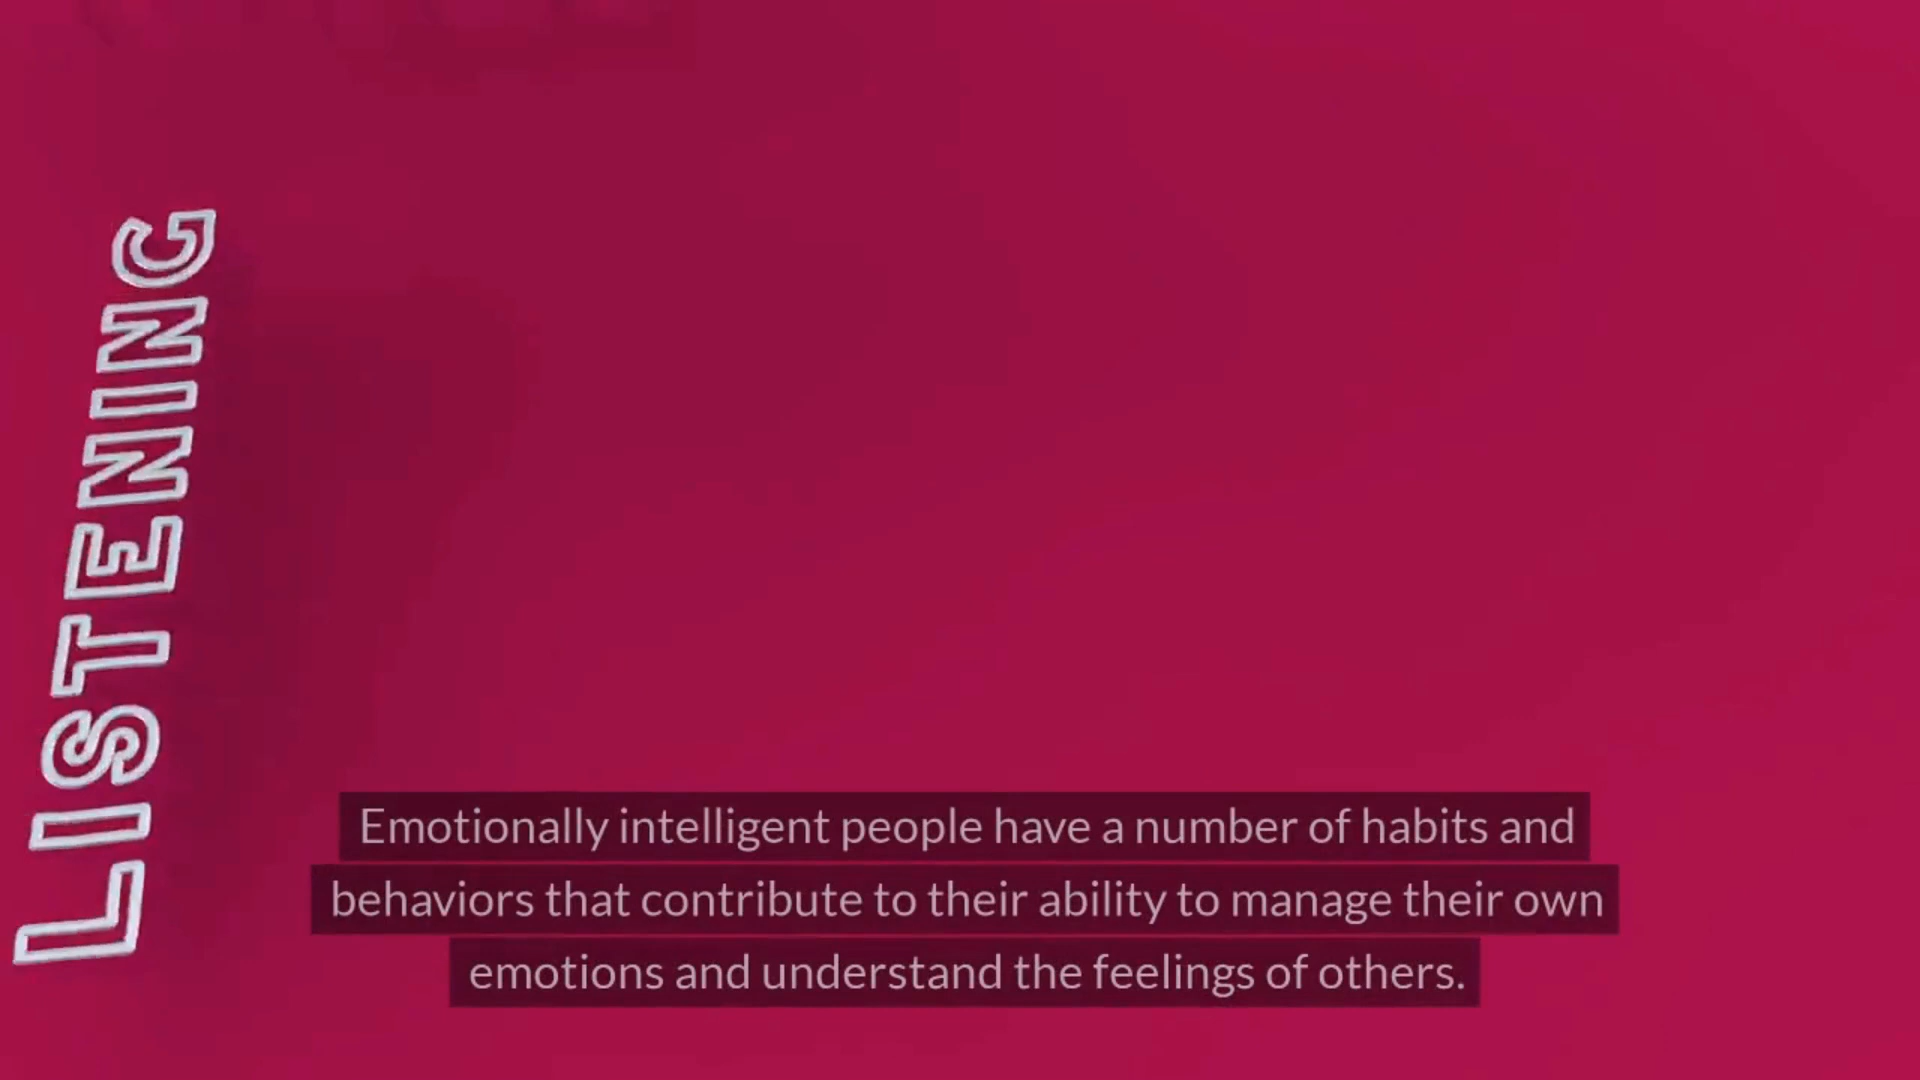 LISTENING
Emotionally intelligent people have a number of habits and
behaviors that contribute to their ability to manage their own
emotions and understand the feelings of others.